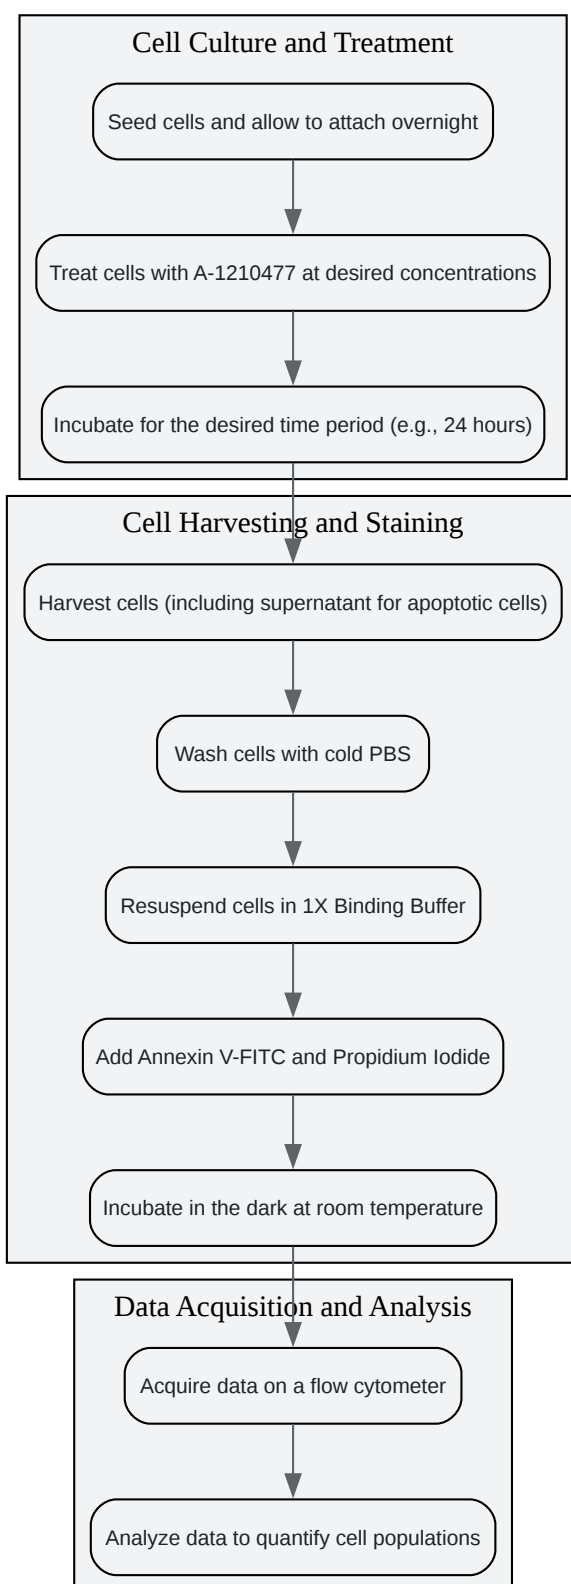 Cell Culture and Treatment
Seed cells and allow to attach overnight
Treat cells with A-1210477 at desired concentrations
Incubate for the desired time period (e.g., 24 hours)
Cell Harvesting and Staining
Harvest cells (including supernatant for apoptotic cells)
Wash cells with cold PBS
Resuspend cells in 1X Binding Buffer
Add Annexin V-FITC and Propidium Iodide
Incubate in the dark at room temperature
Data Acquisition and Analysis
Acquire data on a flow cytometer
Analyze data to quantify cell populations